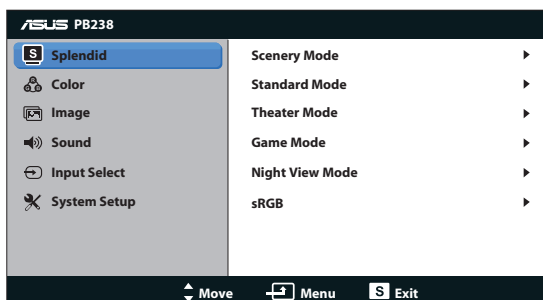 ASUS PB238
S Splendid
Color
Image
Sound
Input Select
System Setup
Scenery Mode
Standard Mode
Theater Mode
Game Mode
Night View Mode
sRGB
Move Menu S Exit